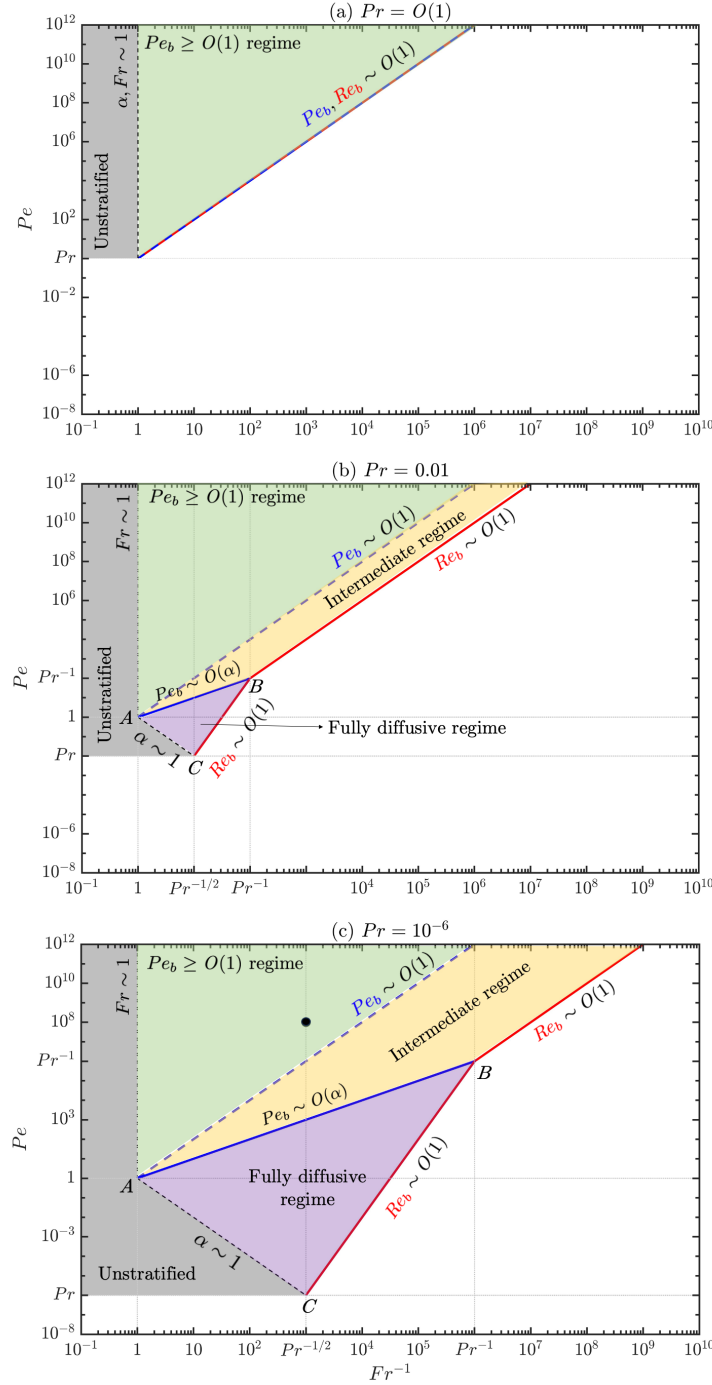 (a) Pr = O(1)
10^12
10^10
10^8
10^6
10^2
Pr
10^-2
10^-6
10^-8
Pe
Unstratified
α, Fr ~ 1
Pe_b ≥ O(1) regime
Pe_b, Re_b ~ O(1)
10^-1 1 10^1 10^2 10^3 10^4 10^5 10^6 10^7 10^8 10^9 10^10
(b) Pr = 0.01
10^12
10^10
10^8
10^6
Pr^-1
1
Pr
10^-6
10^-8
Pe
Unstratified
Fr ~ 1
Pe_b ≥ O(1) regime
Pe_b ~ O(1)
Intermediate regime
Re_b ~ O(1)
Pe_b ~ O(α)
B
A
Fully diffusive regime
α ~ 1
C
Re_b ~ O(1)
10^-1 1 Pr^-1/2 Pr^-1 10^4 10^5 10^6 10^7 10^8 10^9 10^10
(c) Pr = 10^-6
10^12
10^10
10^8
Pr^-1
10^3
1
10^-3
Pr
10^-8
Pe
Fr ~ 1
Pe_b ≥ O(1) regime
Pe_b ~ O(1)
Intermediate regime
Re_b ~ O(1)
B
Pe_b ~ O(α)
A
Fully diffusive
regime
Re_b ~ O(1)
α ~ 1
Unstratified
C
10^-1 1 10^1 10^2 Pr^-1/2 10^4 10^5 Pr^-1 10^7 10^8 10^9 10^10
Fr^-1